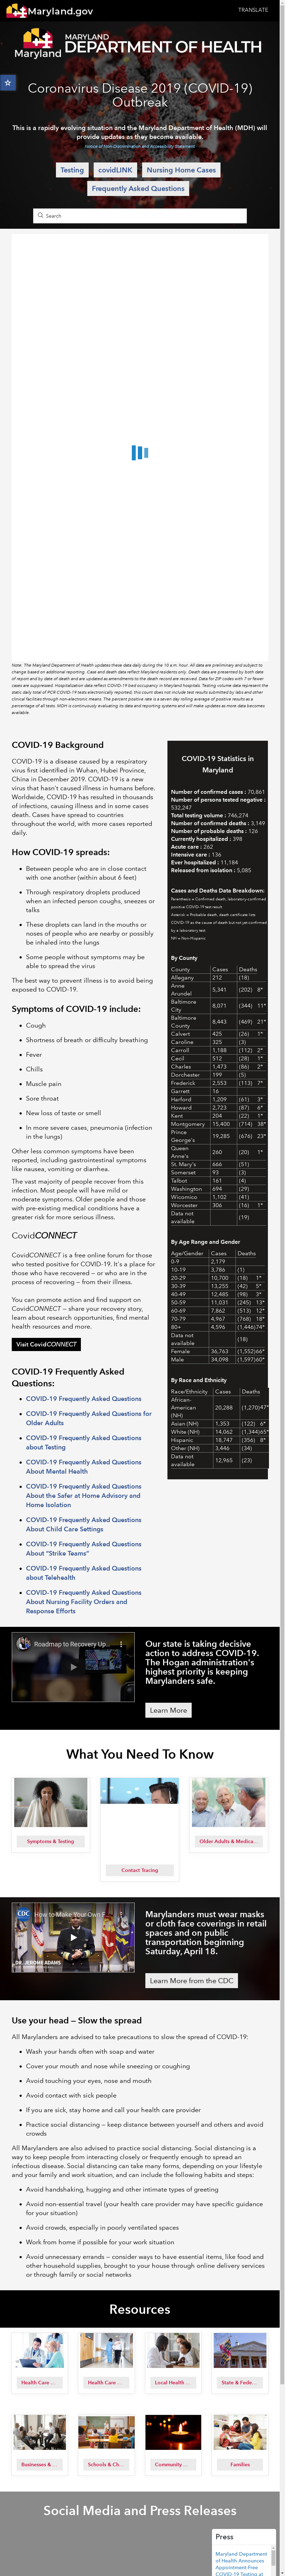 Maryland.gov
TRANSLATE
Maryland
MARYLAND
DEPARTMENT OF HEALTH
Coronavirus Disease 2019 (COVID-19)
Outbreak
This is a rapidly evolving situation and the Maryland Department of Health (MDH) will
provide updates as they become available.
Notice of Non-Discrimination and Accessibility Statement
Testing
covidLINK
Nursing Home Cases
Frequently Asked Questions
Search
Note: The Maryland Department of Health updates these data daily during the 10 a.m. hour. All data are preliminary and subject to
change based on additional reporting. Case and death data reflect Maryland residents only. Death data are presented by both date
of report and by date of death and are updated as amendments to the death record are received. Data for ZIP codes with 7 or fewer
cases are suppressed. Hospitalization data reflect COVID-19 bed occupancy in Maryland hospitals. Testing volume data represent the
static daily total of PCR COVID-19 tests electronically reported; this count does not include test results submitted by labs and other
clinical facilities through non-electronic means. The percent positive rate is a seven-day rolling average of positive results as a
percentage of all tests. MDH is continuously evaluating its data and reporting systems and will make updates as more data becomes
available.
COVID-19 Background
COVID-19 is a disease caused by a respiratory
virus first identified in Wuhan, Hubei Province,
China in December 2019. COVID-19 is a new
virus that hasn't caused illness in humans before.
Worldwide, COVID-19 has resulted in thousands
of infections, causing illness and in some cases
death. Cases have spread to countries
throughout the world, with more cases reported
daily.
How COVID-19 spreads:
Between people who are in close contact
with one another (within about 6 feet)
Through respiratory droplets produced
when an infected person coughs, sneezes or
talks
These droplets can land in the mouths or
noses of people who are nearby or possibly
be inhaled into the lungs
Some people without symptoms may be
able to spread the virus
The best way to prevent illness is to avoid being
exposed to COVID-19.
Symptoms of COVID-19 include:
Cough
Shortness of breath or difficulty breathing
Fever
Chills
Muscle pain
Sore throat
New loss of taste or smell
In more severe cases, pneumonia (infection
in the lungs)
Other less common symptoms have been
reported, including gastrointestinal symptoms
like nausea, vomiting or diarrhea.
The vast majority of patients recover from this
infection. Most people will have mild or
moderate symptoms. Older people and those
with pre-existing medical conditions have a
greater risk for more serious illness.
CovidCONNECT
CovidCONNECT is a free online forum for those
who tested positive for COVID-19. It's a place for
those who have recovered — or who are in the
process of recovering — from their illness.
You can promote action and find support on
CovidCONNECT — share your recovery story,
learn about research opportunities, find mental
health resources and more.
Visit CovidCONNECT
COVID-19 Frequently Asked
Questions:
COVID-19 Frequently Asked Questions
COVID-19 Frequently Asked Questions for
Older Adults
COVID-19 Frequently Asked Questions
about Testing
COVID-19 Frequently Asked Questions
About Mental Health
COVID-19 Frequently Asked Questions
About the Safer at Home Advisory and
Home Isolation
COVID-19 Frequently Asked Questions
About Child Care Settings
COVID-19 Frequently Asked Questions
About "Strike Teams"
COVID-19 Frequently Asked Questions
about Telehealth
COVID-19 Frequently Asked Questions
About Nursing Facility Orders and
Response Efforts
COVID-19 Statistics in
Maryland
Number of confirmed cases : 70,861
Number of persons tested negative :
532,247
Total testing volume : 746,274
Number of confirmed deaths : 3,149
Number of probable deaths : 126
Currently hospitalized : 398
Acute care : 262
Intensive care : 136
Ever hospitalized : 11,184
Released from isolation : 5,085
Cases and Deaths Data Breakdown:
Parenthesis = Confirmed death, laboratory-confirmed
positive COVID-19 test result
Asterisk = Probable death, death certificate lists
COVID-19 as the cause of death but not yet confirmed
by a laboratory test
NH = Non-Hispanic
By County
County Cases Deaths
Allegany 212 (18)
Anne
Arundel 5,341 (202) 8*
Baltimore
City 8,071 (344) 11*
Baltimore
County 8,443 (469) 21*
Calvert 425 (26) 1*
Caroline 325 (3)
Carroll 1,188 (112) 2*
Cecil 512 (28) 1*
Charles 1,473 (86) 2*
Dorchester 199 (5)
Frederick 2,553 (113) 7*
Garrett 16
Harford 1,209 (61) 3*
Howard 2,723 (87) 6*
Kent 204 (22) 1*
Montgomery 15,400 (714) 38*
Prince
George's 19,285 (676) 23*
Queen
Anne's 260 (20) 1*
St. Mary's 666 (51)
Somerset 93 (3)
Talbot 161 (4)
Washington 694 (29)
Wicomico 1,102 (41)
Worcester 306 (16) 1*
Data not
available (19)
By Age Range and Gender
Age/Gender Cases Deaths
0-9 2,179
10-19 3,786 (1)
20-29 10,700 (18) 1*
30-39 13,255 (42) 5*
40-49 12,485 (98) 3*
50-59 11,031 (245) 13*
60-69 7,862 (513) 12*
70-79 4,967 (768) 18*
80+ 4,596 (1,446) 74*
Data not
available (18)
Female 36,763 (1,552) 66*
Male 34,098 (1,597) 60*
By Race and Ethnicity
Race/Ethnicity Cases Deaths
African-
American
(NH) 20,288 (1,270) 47*
Asian (NH) 1,353 (122) 6*
White (NH) 14,062 (1,344) 65*
Hispanic 18,747 (356) 8*
Other (NH) 3,446 (34)
Data not
available 12,965 (23)
Roadmap to Recovery Up...
Our state is taking decisive
action to address COVID-19.
The Hogan administration's
highest priority is keeping
Marylanders safe.
Learn More
What You Need To Know
Symptoms & Testing
Contact Tracing
Older Adults & Medica...
CDC
How to Make Your Own F...
DR. JEROME ADAMS
Marylanders must wear masks
or cloth face coverings in retail
spaces and on public
transportation beginning
Saturday, April 18.
Learn More from the CDC
Use your head — Slow the spread
All Marylanders are advised to take precautions to slow the spread of COVID-19:
Wash your hands often with soap and water
Cover your mouth and nose while sneezing or coughing
Avoid touching your eyes, nose and mouth
Avoid contact with sick people
If you are sick, stay home and call your health care provider
Practice social distancing — keep distance between yourself and others and avoid
crowds
All Marylanders are also advised to practice social distancing. Social distancing is a
way to keep people from interacting closely or frequently enough to spread an
infectious disease. Social distancing can take many forms, depending on your lifestyle
and your family and work situation, and can include the following habits and steps:
Avoid handshaking, hugging and other intimate types of greeting
Avoid non-essential travel (your health care provider may have specific guidance
for your situation)
Avoid crowds, especially in poorly ventilated spaces
Work from home if possible for your work situation
Avoid unnecessary errands — consider ways to have essential items, like food and
other household supplies, brought to you through online delivery services
or through family or social networks
Resources
Health Care ...
Health Care ...
Local Health ...
State & Fede...
Businesses & ...
Schools & Ch...
Community ...
Families
Social Media and Press Releases
Press
Maryland Department
of Health Announces
Appointment-Free
COVID-19 Testing at